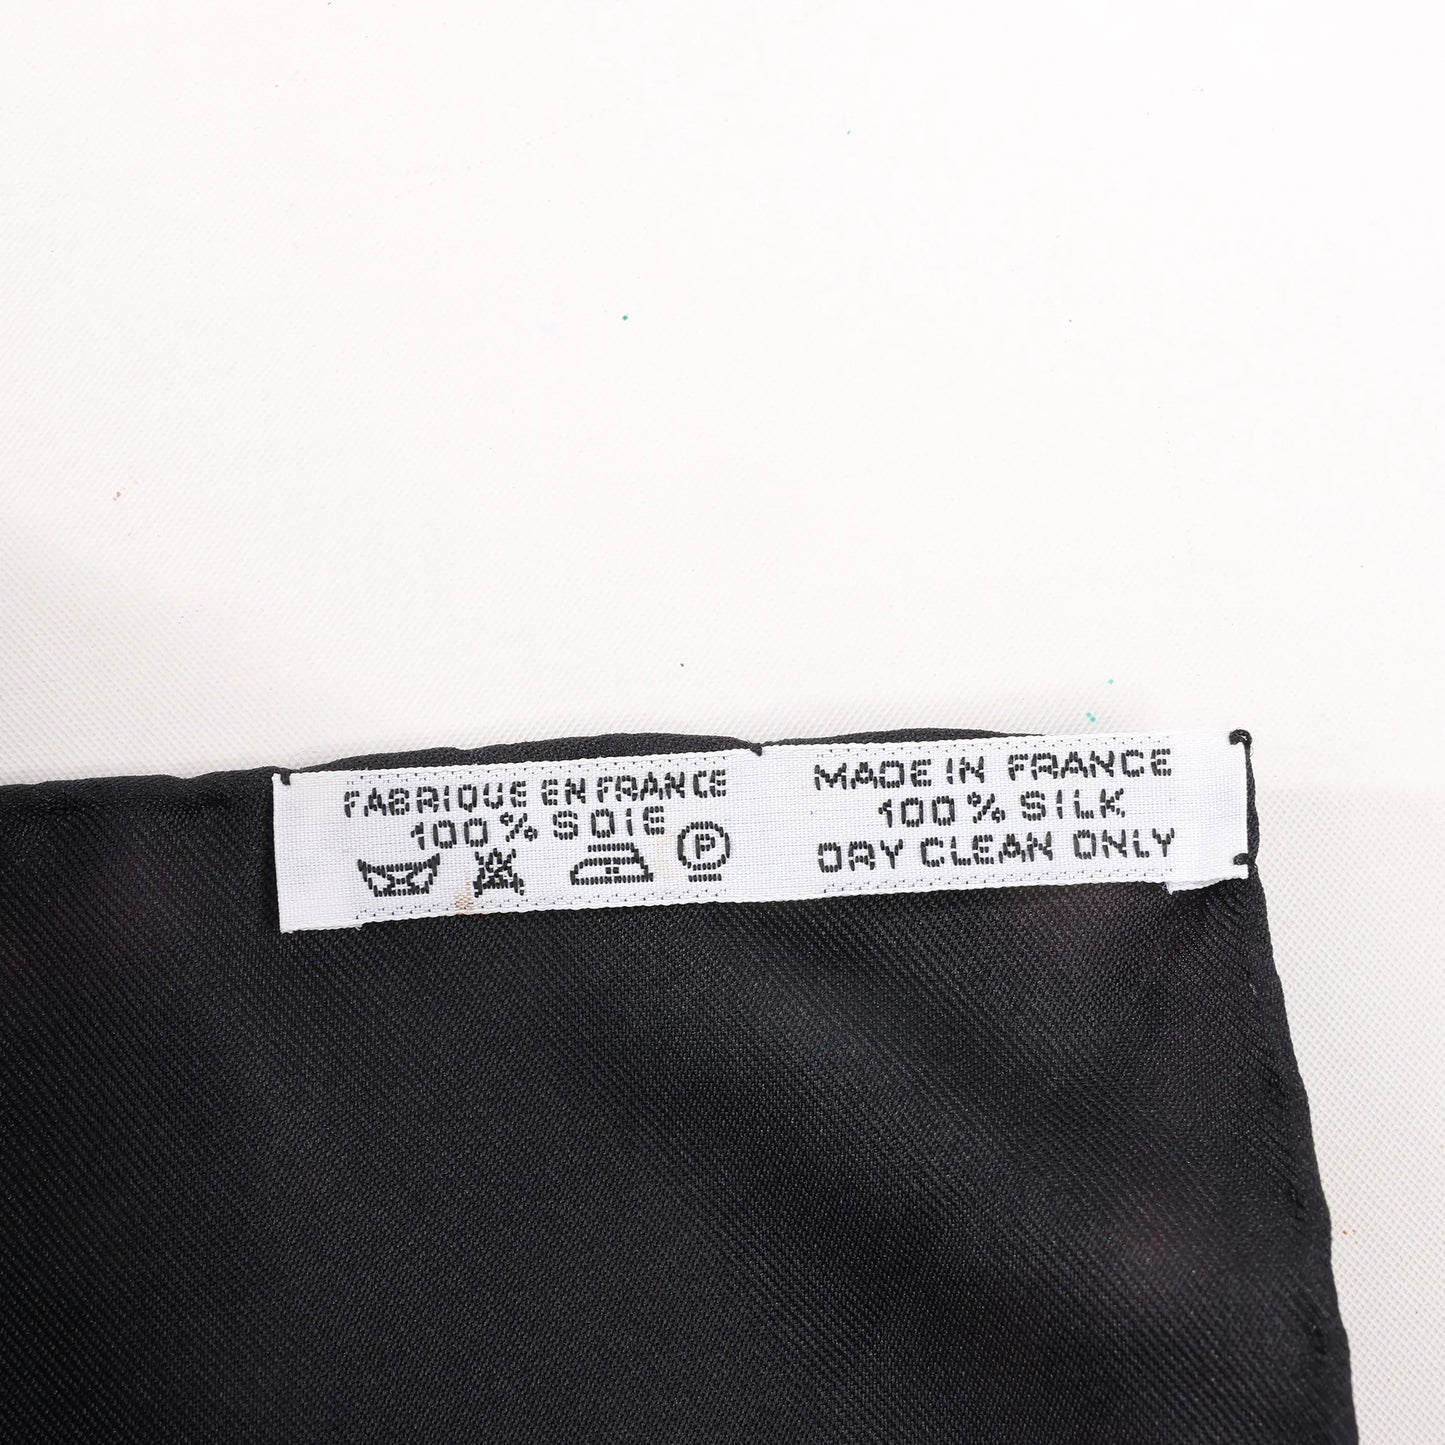 FABRIQUE EN FRANCE
100% SOIE
P
MADE IN FRANCE
100% SILK
DRY CLEAN ONLY